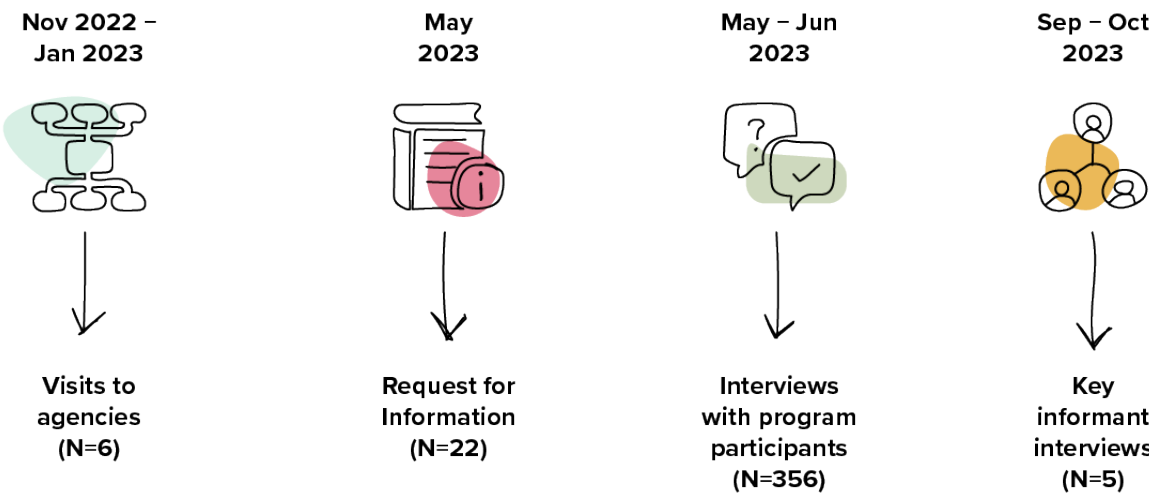 Nov 2022 –
Jan 2023
May
2023
May – Jun
2023
Sep – Oct
2023
?
i
Visits to
agencies
(N=6)
Request for
Information
(N=22)
Interviews
with program
participants
(N=356)
Key
informant
interviews
(N=5)